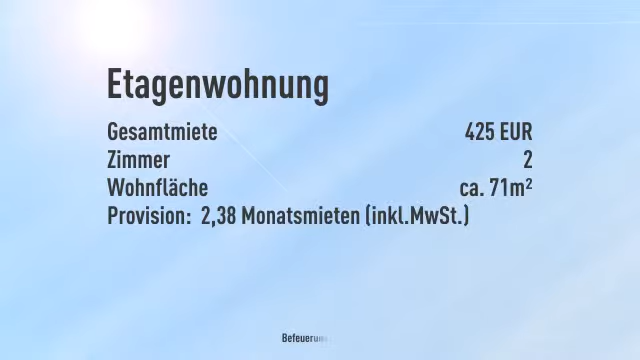 Etagenwohnung
Gesamtmiete 425 EUR
Zimmer 2
Wohnfläche ca. 71m²
Provision: 2,38 Monatsmieten (inkl.MwSt.)